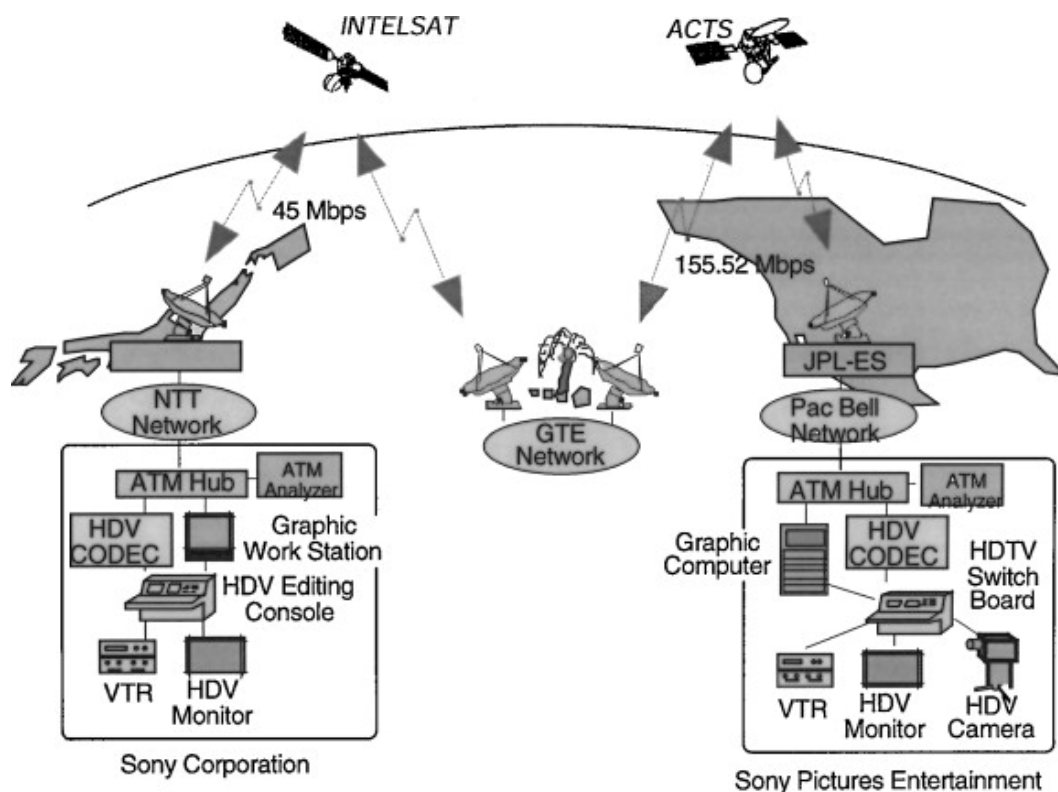 INTELSAT
ACTS
45 Mbps
155.52 Mbps
JPL-ES
NTT
Network
GTE
Network
Pac Bell
Network
ATM Hub
ATM
Analyzer
HDV
CODEC
Graphic
Work Station
HDV Editing
Console
VTR
HDV
Monitor
Sony Corporation
ATM Hub
ATM
Analyzer
Graphic
Computer
HDV
CODEC
HDTV
Switch
Board
VTR
HDV
Monitor
HDV
Camera
Sony Pictures Entertainment